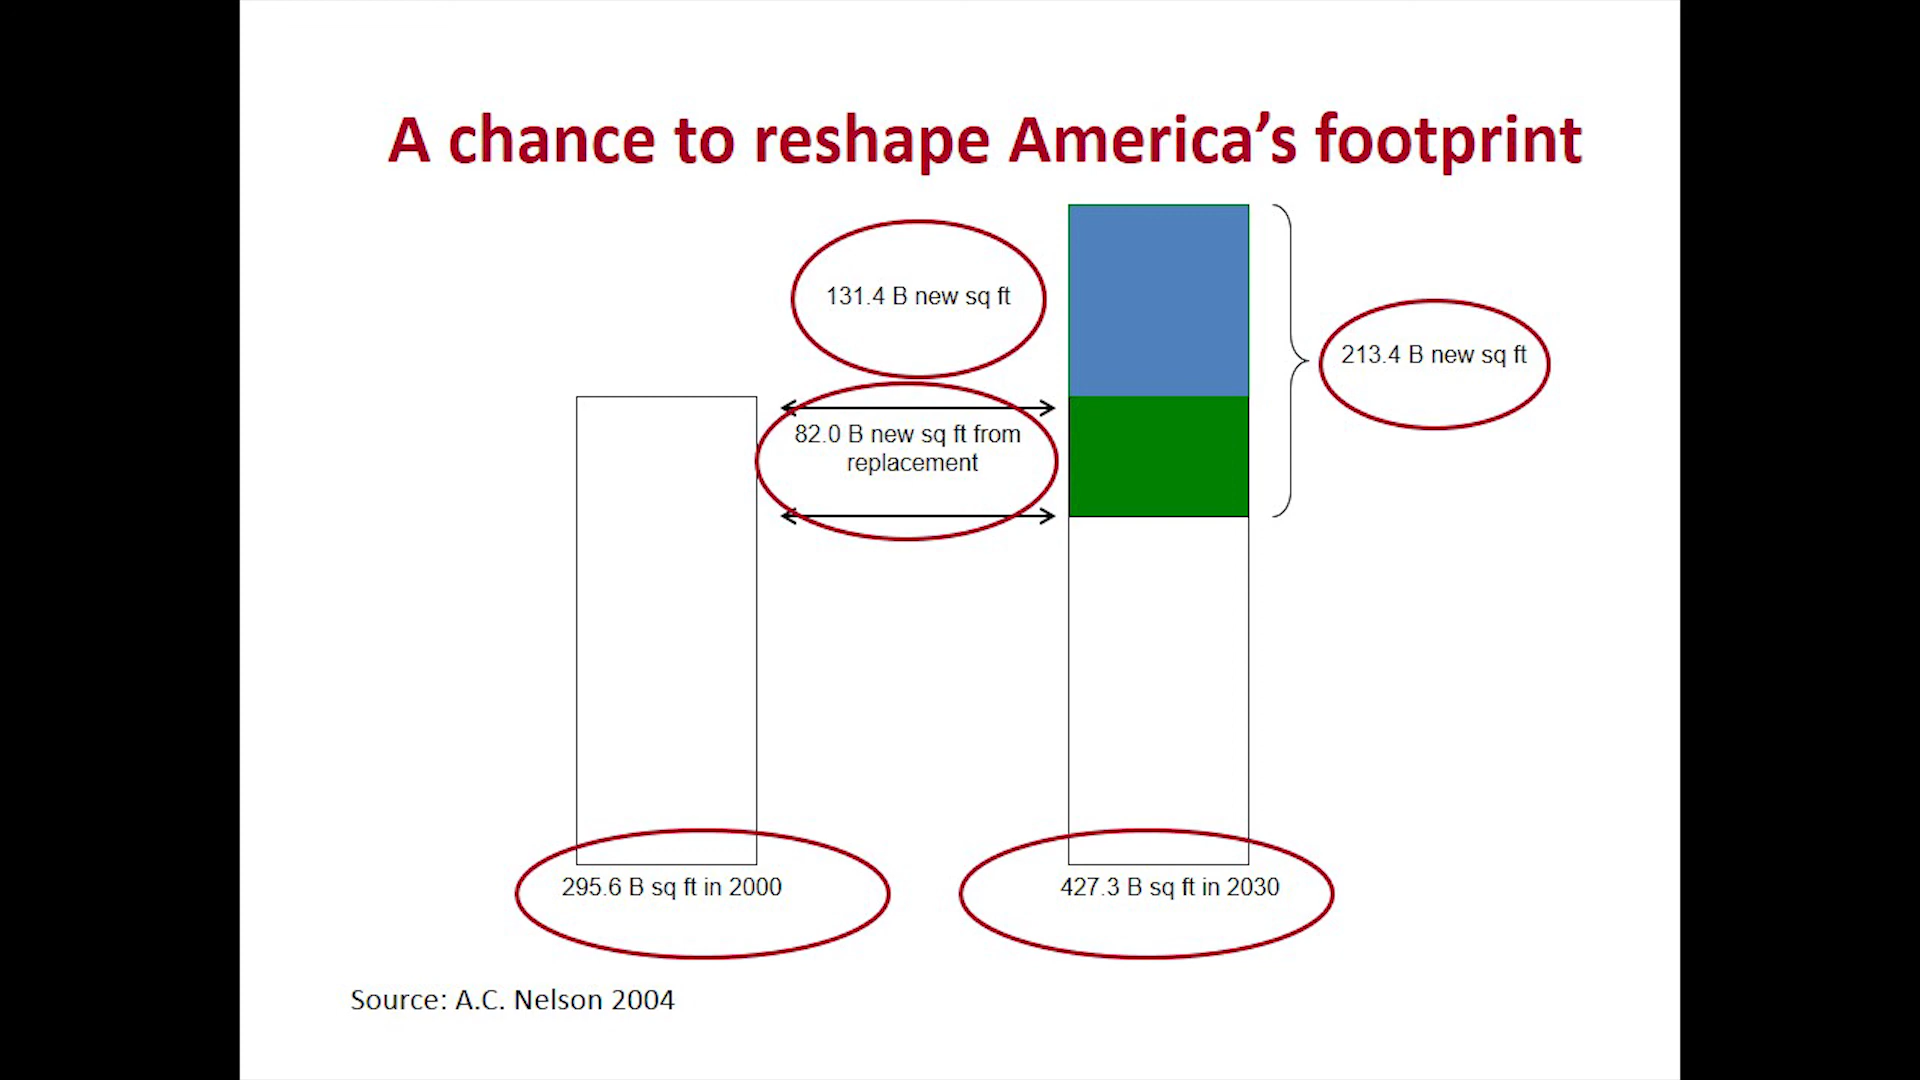 A chance to reshape America’s footprint
131.4 B new sq ft
213.4 B new sq ft
82.0 B new sq ft from
replacement
295.6 B sq ft in 2000
427.3 B sq ft in 2030
Source: A.C. Nelson 2004